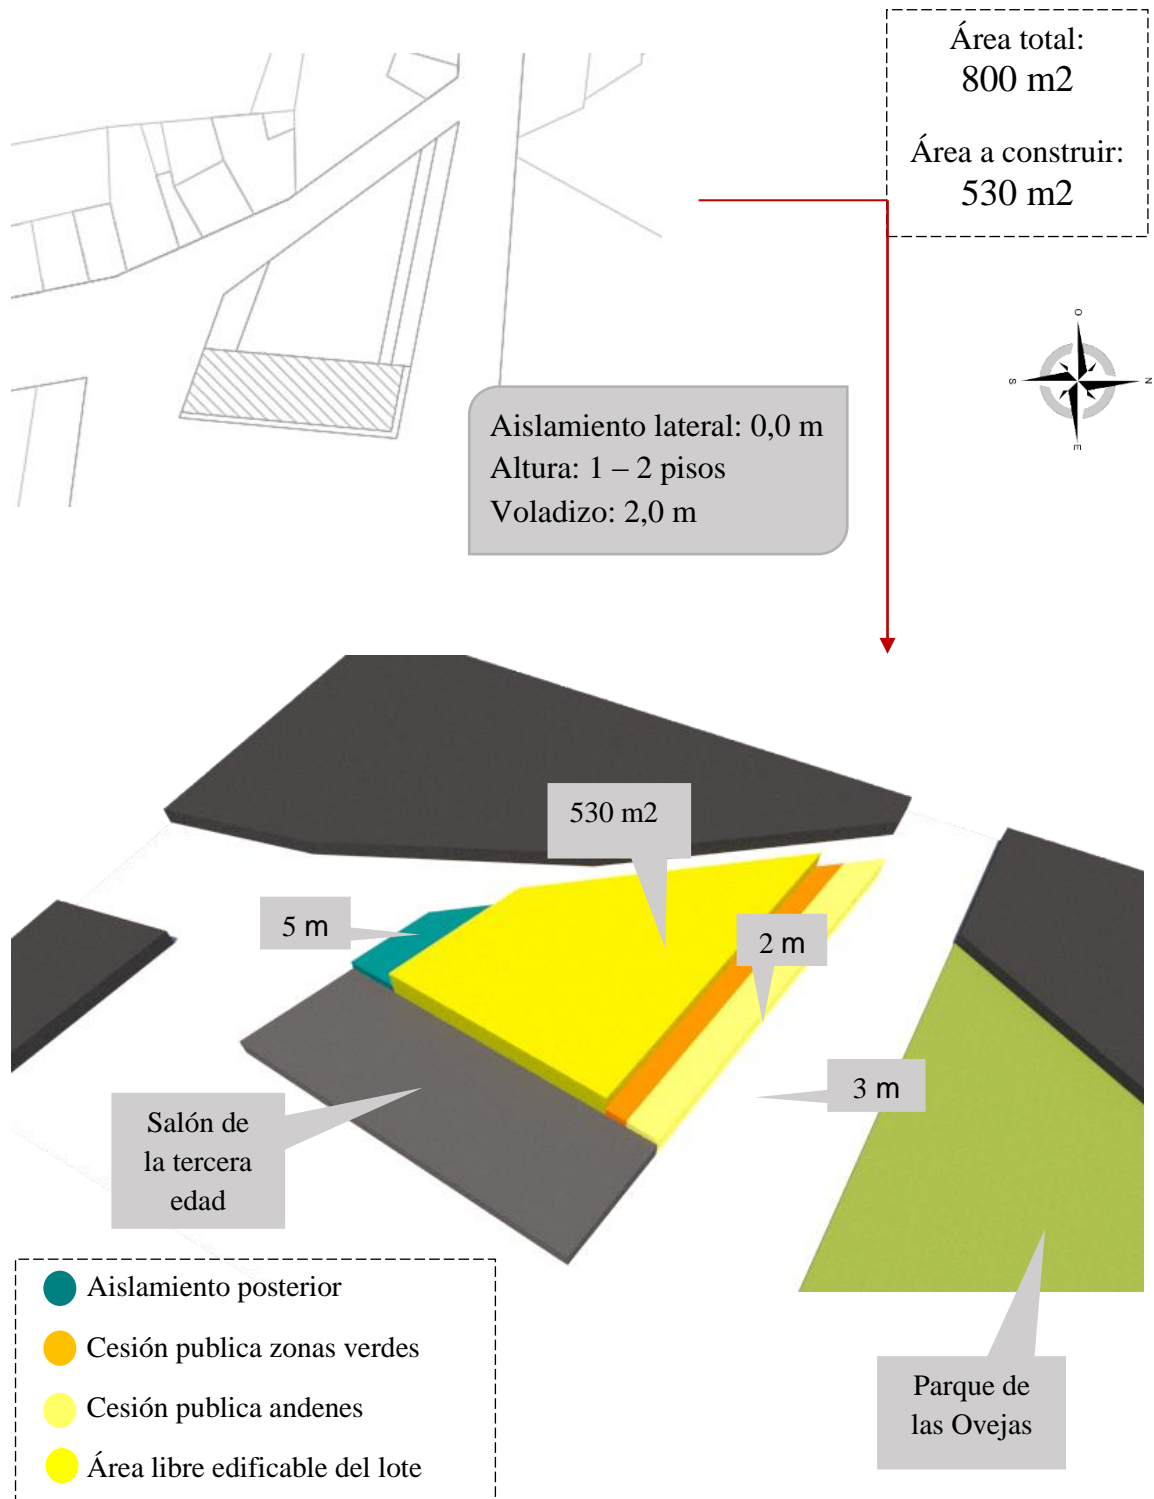 Área total:
800 m2
Área a construir:
530 m2
O
S
N
E
Aislamiento lateral: 0,0 m
Altura: 1 – 2 pisos
Voladizo: 2,0 m
530 m2
5 m
2 m
3 m
Salón de
la tercera
edad
Parque de
las Ovejas
Aislamiento posterior
Cesión publica zonas verdes
Cesión publica andenes
Área libre edificable del lote